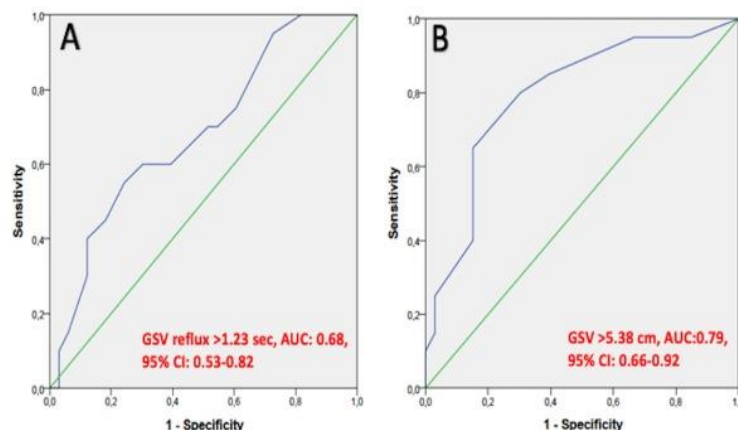 A
Sensitivity
1,0
0,8
0,6
0,4
0,2
0,0
0,0
0,2
0,4
0,6
0,8
1,0
1 - Specificity
GSV reflux >1.23 sec, AUC: 0.68,
95% CI: 0.53-0.82
B
Sensitivity
1,0
0,8
0,6
0,4
0,2
0,0
0,0
0,2
0,4
0,6
0,8
1,0
1 - Specificity
GSV >5.38 cm, AUC:0.79,
95% CI: 0.66-0.92